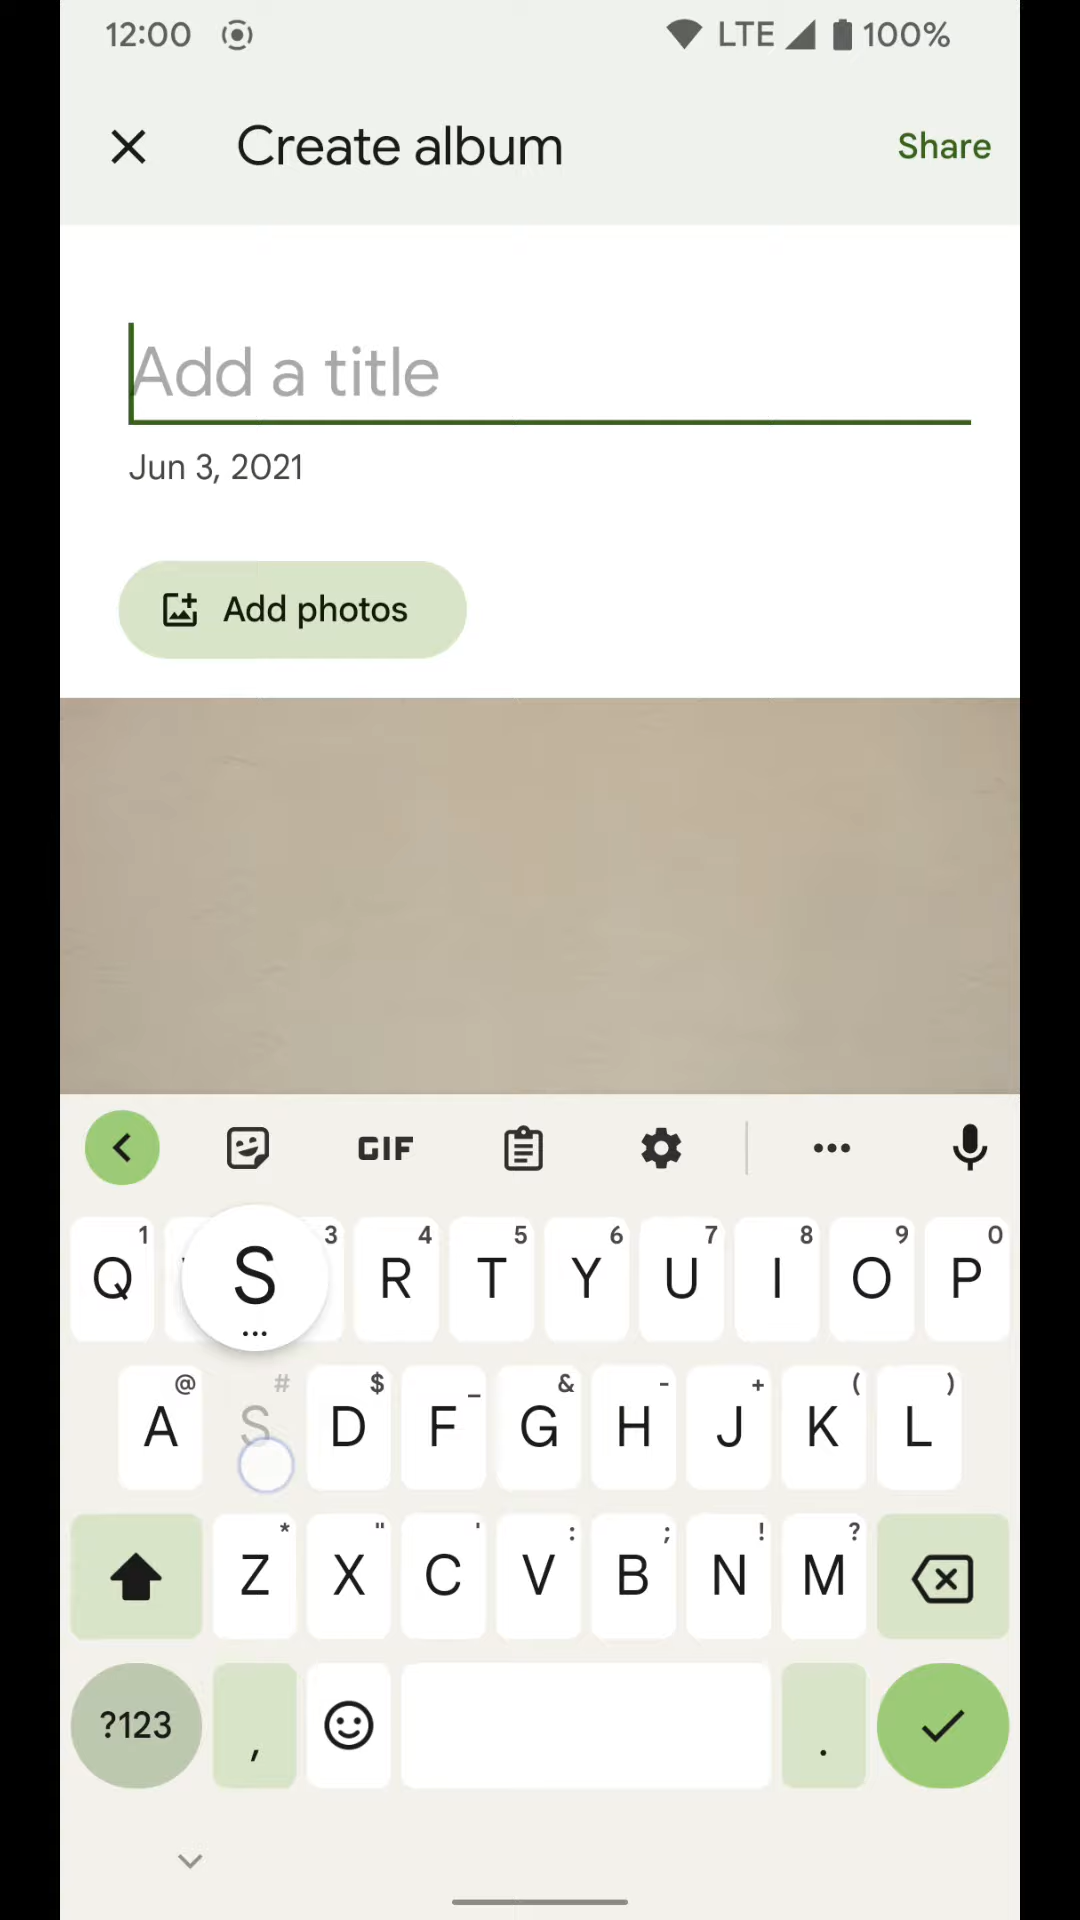 12:00 LTE 100%
Create album Share
Add a title
Jun 3, 2021
Add photos
GIF
1 3 4 5 6 7 8 9 0
Q S R T Y U I O P
...
@ # $ _ & - + ( )
A S D F G H J K L
* " ' : ; ! ?
Z X C V B N M
?123 , .